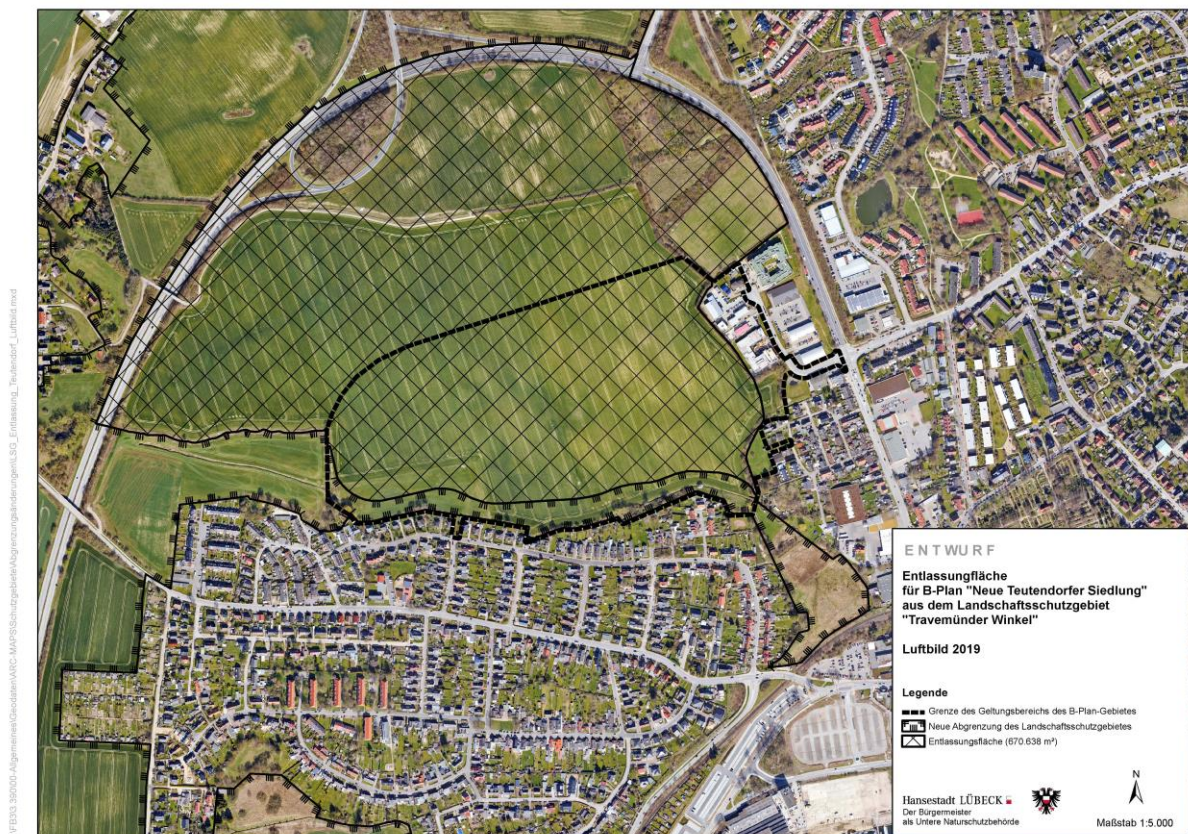 ENTWURF
Entlassungfläche
für B-Plan "Neue Teutendorfer Siedlung"
aus dem Landschaftsschutzgebiet
"Travemünder Winkel"
Luftbild 2019
Legende
Grenze des Geltungsbereichs des B-Plan-Gebietes
Neue Abgrenzung des Landschaftsschutzgebietes
Entlassungsfläche (670.638 m²)
N
Hansestadt LÜBECK
Der Bürgermeister
als Untere Naturschutzbehörde
Maßstab 1:5.000